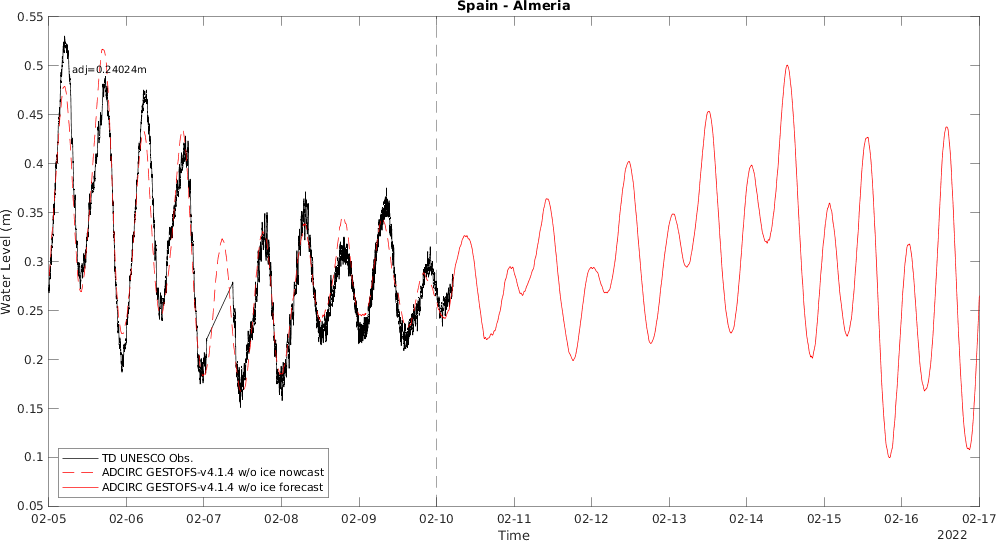 Spain - Almeria
0.55
0.5
0.45
0.4
0.35
0.3
0.25
0.2
0.15
0.1
0.05
Water Level (m)
adj=0.24024m
TD UNESCO Obs.
ADCIRC GESTOFS-v4.1.4 w/o ice nowcast
ADCIRC GESTOFS-v4.1.4 w/o ice forecast
02-05 02-06 02-07 02-08 02-09 02-10 02-11 02-12 02-13 02-14 02-15 02-16 02-17
Time
2022